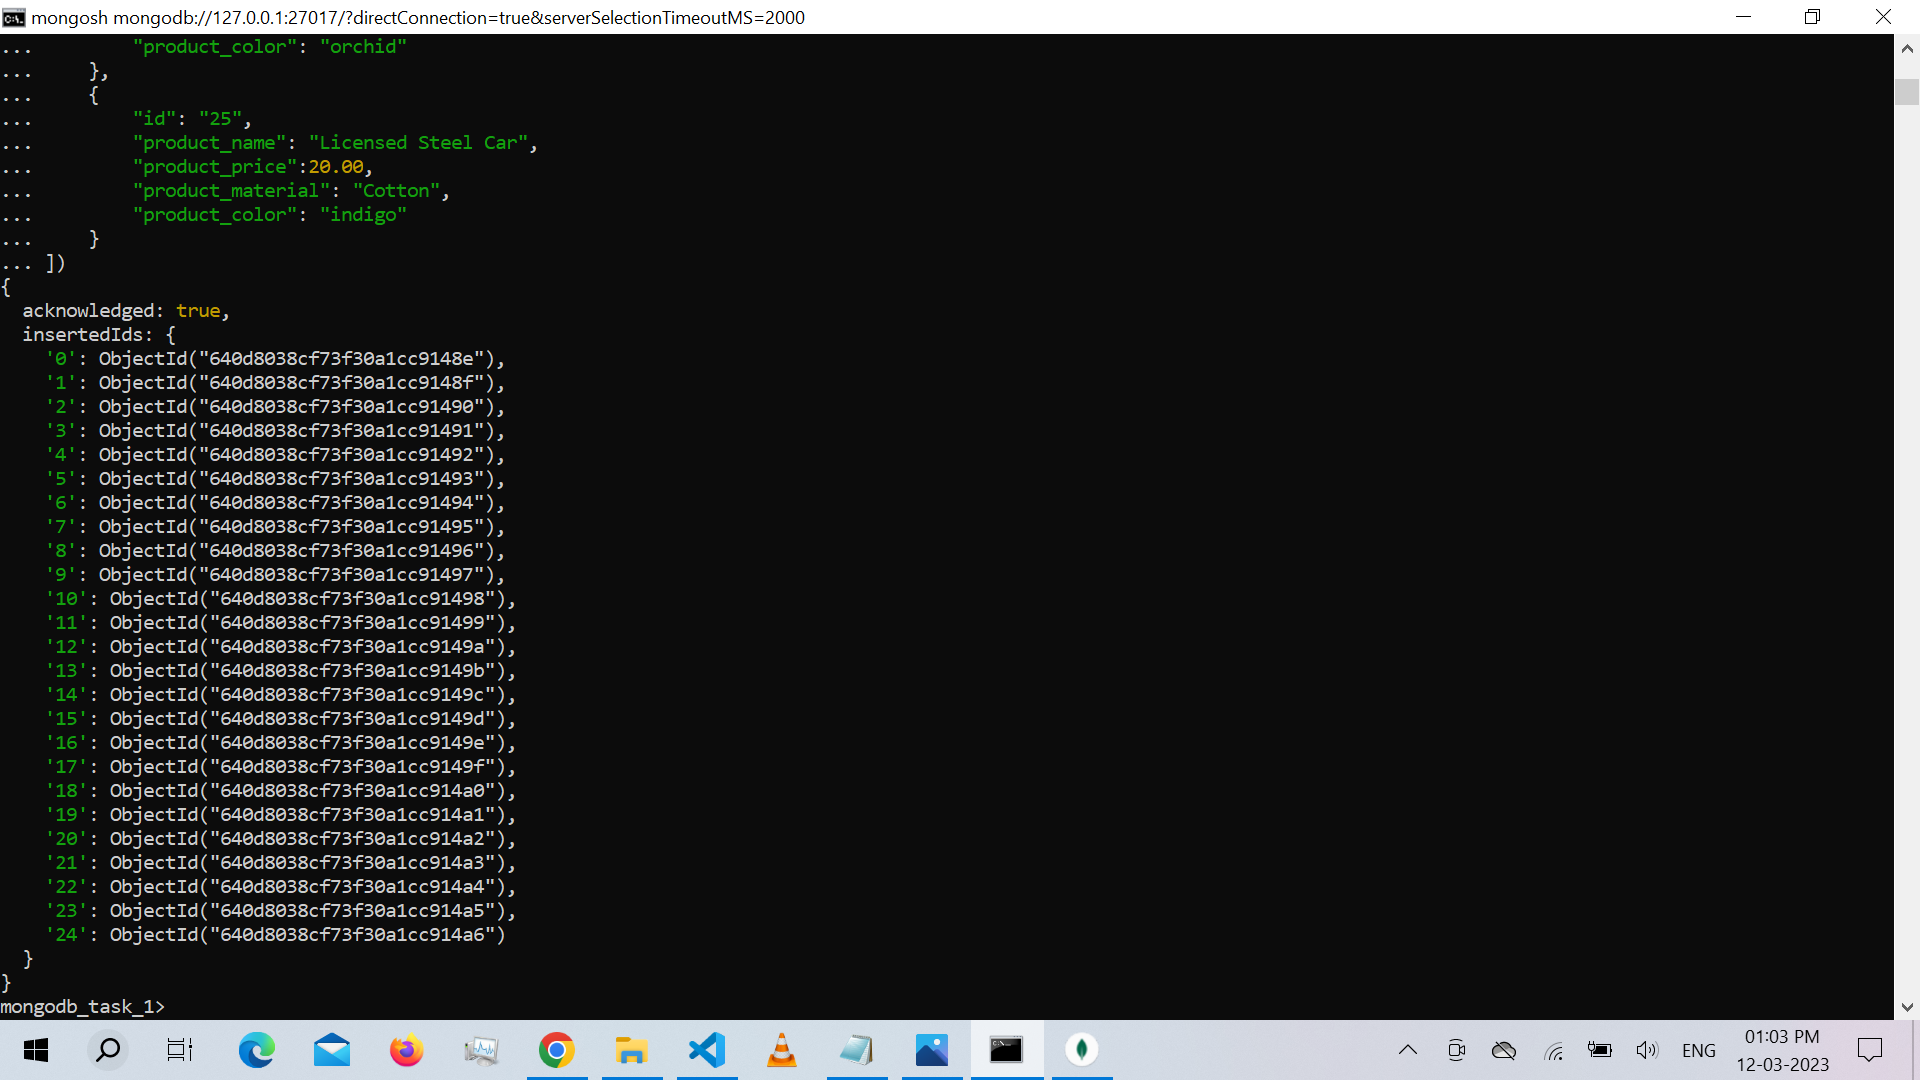 mongosh mongodb://127.0.0.1:27017/?directConnection=true&serverSelectionTimeoutMS=2000
...         "product_color": "orchid"
...     },
...     {
...         "id": "25",
...         "product_name": "Licensed Steel Car",
...         "product_price":20.00,
...         "product_material": "Cotton",
...         "product_color": "indigo"
...     }
... ])
{
  acknowledged: true,
  insertedIds: {
    '0': ObjectId("640d8038cf73f30a1cc9148e"),
    '1': ObjectId("640d8038cf73f30a1cc9148f"),
    '2': ObjectId("640d8038cf73f30a1cc91490"),
    '3': ObjectId("640d8038cf73f30a1cc91491"),
    '4': ObjectId("640d8038cf73f30a1cc91492"),
    '5': ObjectId("640d8038cf73f30a1cc91493"),
    '6': ObjectId("640d8038cf73f30a1cc91494"),
    '7': ObjectId("640d8038cf73f30a1cc91495"),
    '8': ObjectId("640d8038cf73f30a1cc91496"),
    '9': ObjectId("640d8038cf73f30a1cc91497"),
    '10': ObjectId("640d8038cf73f30a1cc91498"),
    '11': ObjectId("640d8038cf73f30a1cc91499"),
    '12': ObjectId("640d8038cf73f30a1cc9149a"),
    '13': ObjectId("640d8038cf73f30a1cc9149b"),
    '14': ObjectId("640d8038cf73f30a1cc9149c"),
    '15': ObjectId("640d8038cf73f30a1cc9149d"),
    '16': ObjectId("640d8038cf73f30a1cc9149e"),
    '17': ObjectId("640d8038cf73f30a1cc9149f"),
    '18': ObjectId("640d8038cf73f30a1cc914a0"),
    '19': ObjectId("640d8038cf73f30a1cc914a1"),
    '20': ObjectId("640d8038cf73f30a1cc914a2"),
    '21': ObjectId("640d8038cf73f30a1cc914a3"),
    '22': ObjectId("640d8038cf73f30a1cc914a4"),
    '23': ObjectId("640d8038cf73f30a1cc914a5"),
    '24': ObjectId("640d8038cf73f30a1cc914a6")
  }
}
mongodb_task_1>
ENG
01:03 PM
12-03-2023